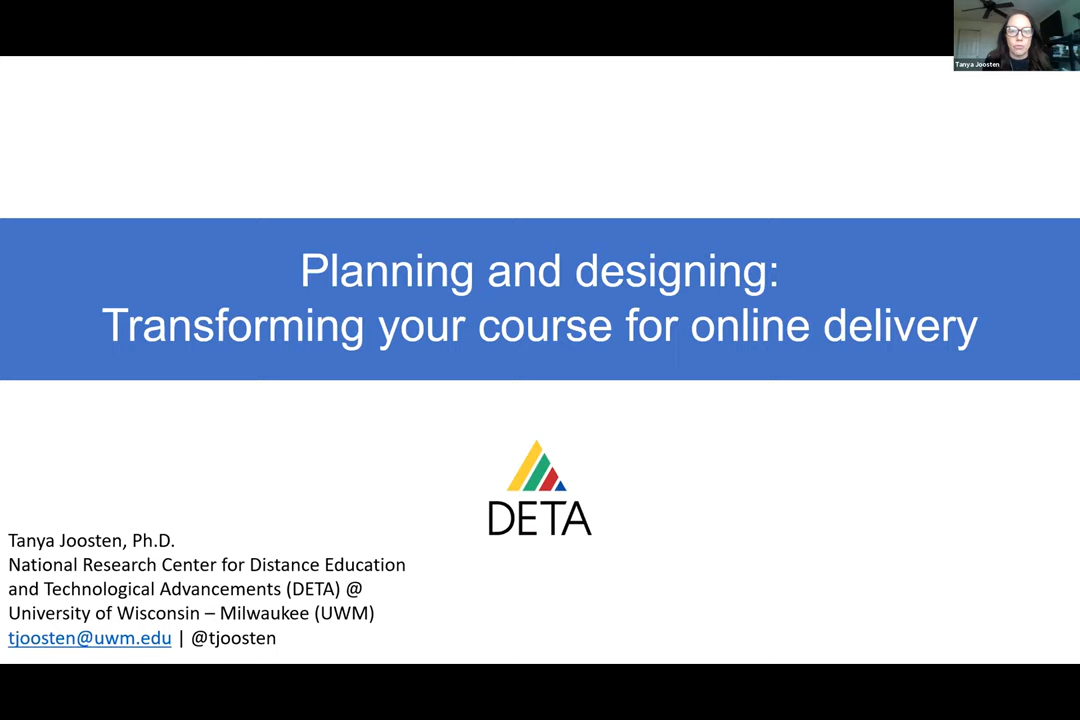 Tanya Joosten
Planning and designing:
Transforming your course for online delivery
DETA
Tanya Joosten, Ph.D.
National Research Center for Distance Education
and Technological Advancements (DETA) @
University of Wisconsin – Milwaukee (UWM)
tjoosten@uwm.edu | @tjoosten